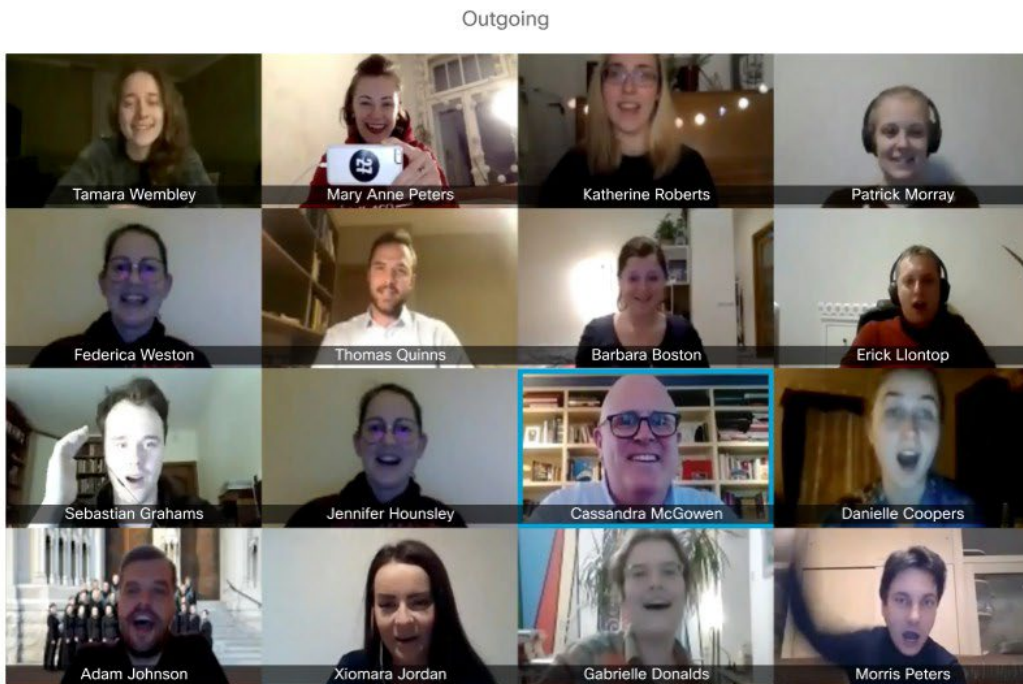 Outgoing
Tamara Wembley
Mary Anne Peters
27
Katherine Roberts
Patrick Morray
Federica Weston
Thomas Quinns
Barbara Boston
Erick Llontop
Sebastian Grahams
Jennifer Hounsley
Cassandra McGowen
Danielle Coopers
Adam Johnson
Xiomara Jordan
Gabrielle Donalds
Morris Peters